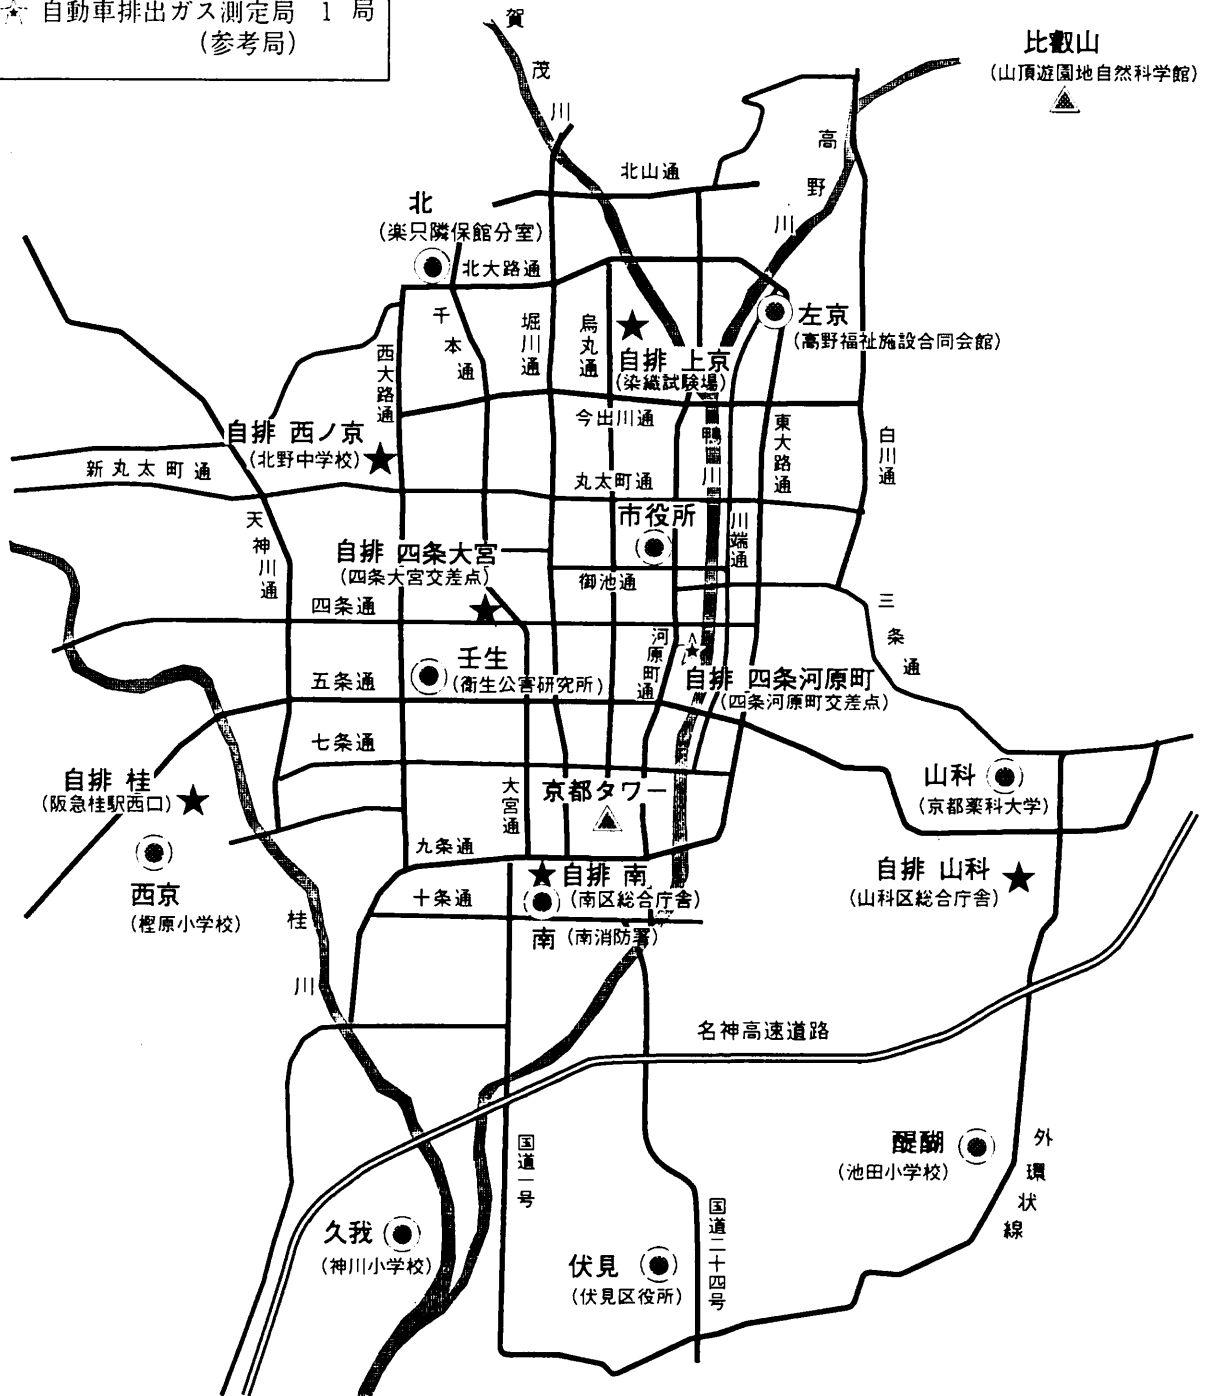 自動車排出ガス測定局 1 局
(参考局)
賀茂川
比叡山
(山頂遊園地自然科学館)
高野川
北山通
北
(楽只隣保館分室)
北大路通
千本通
堀川通
烏丸通
西大路通
左京
(高野福祉施設合同会館)
自排 上京
(染織試験場)
今出川通
鴨川
東大路通
白川通
自排 西ノ京
(北野中学校)
新丸太町通
丸太町通
天神川通
市役所
川端通
自排 四条大宮
(四条大宮交差点)
御池通
四条通
三条通
河原町通
壬生
(衛生公害研究所)
自排 四条河原町
(四条河原町交差点)
五条通
七条通
自排 桂
(阪急桂駅西口)
大宮通
京都タワー
山科
(京都薬科大学)
九条通
西京
(樫原小学校)
自排 南
(南区総合庁舎)
自排 山科
(山科区総合庁舎)
十条通
南 (南消防署)
桂川
名神高速道路
国道一号
醍醐
(池田小学校)
外環状線
国道二十四号
久我
(神川小学校)
伏見
(伏見区役所)